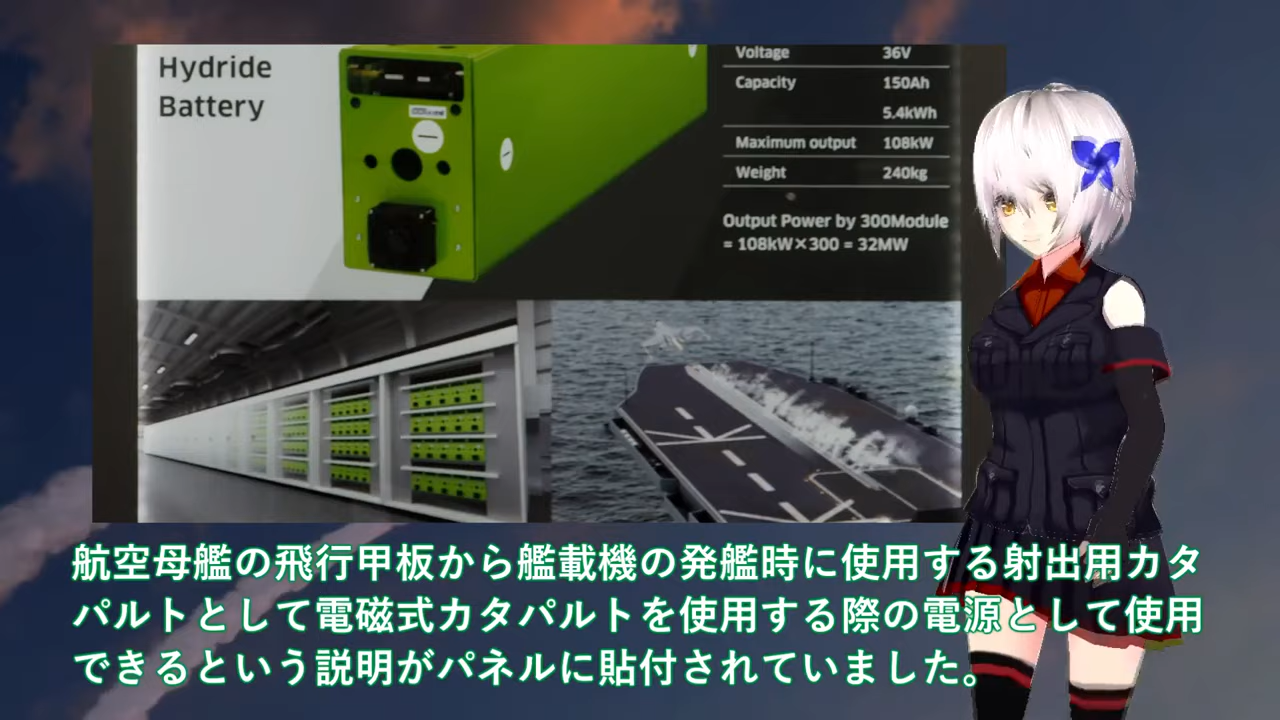 Hydride
Battery
Voltage 36V
Capacity 150Ah
5.4kWh
Maximum output 108kW
Weight 240kg
Output Power by 300Module
= 108kW×300 = 32MW
航空母艦の飛行甲板から艦載機の発艦時に使用する射出用カタ
パルトとして電磁式カタパルトを使用する際の電源として使用
できるという説明がパネルに貼付されていました。